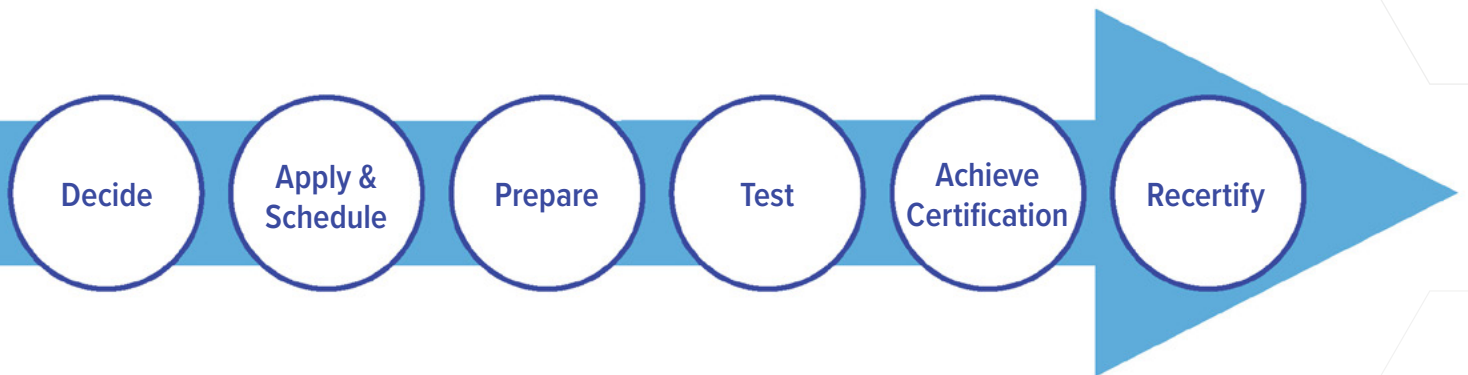 Decide
Apply &
Schedule
Prepare
Test
Achieve
Certification
Recertify